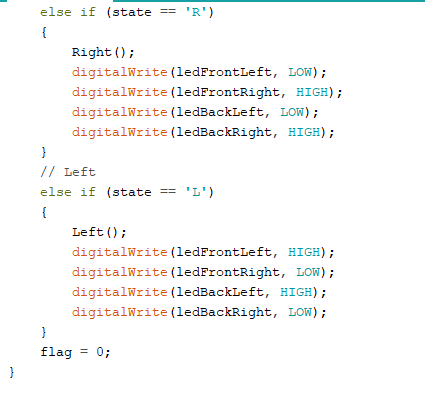 else if (state == 'R')
{
Right();
digitalWrite(ledFrontLeft, LOW);
digitalWrite(ledFrontRight, HIGH);
digitalWrite(ledBackLeft, LOW);
digitalWrite(ledBackRight, HIGH);
}
// Left
else if (state == 'L')
{
Left();
digitalWrite(ledFrontLeft, HIGH);
digitalWrite(ledFrontRight, LOW);
digitalWrite(ledBackLeft, HIGH);
digitalWrite(ledBackRight, LOW);
}
flag = 0;
}